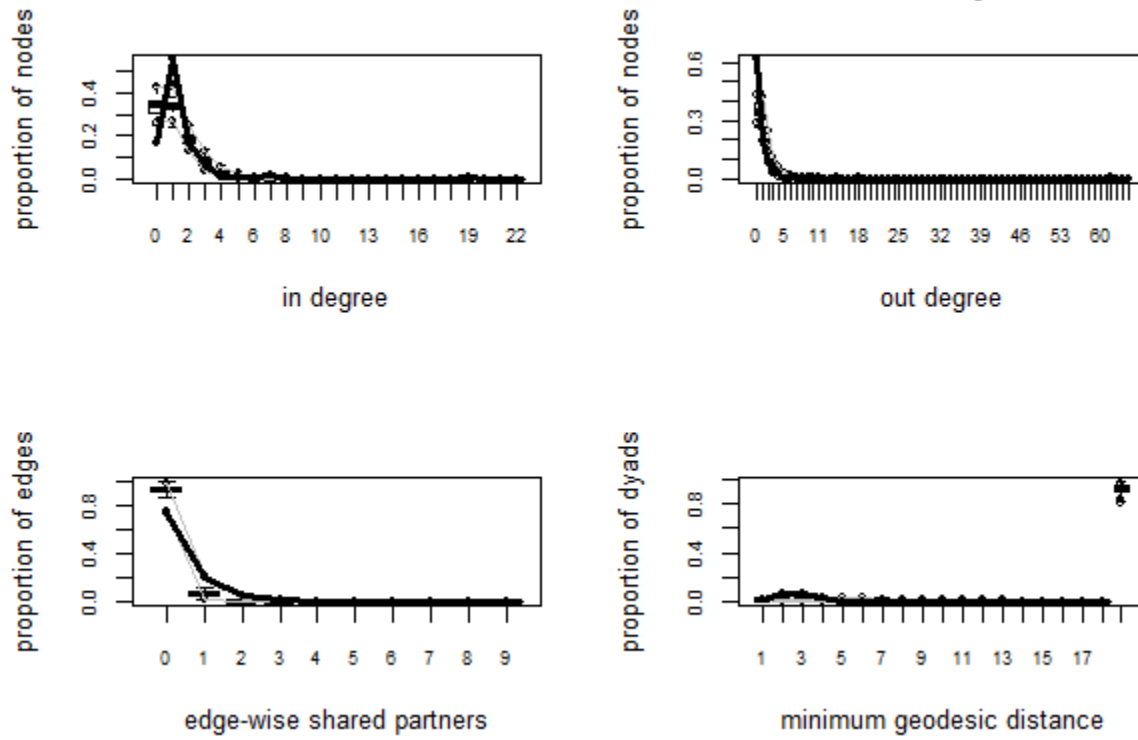 proportion of nodes
0.0 0.2 0.4
0 2 4 6 8 10 13 16 19 22
in degree
proportion of nodes
0.0 0.3 0.6
0 5 11 18 25 32 39 46 53 60
out degree
proportion of edges
0.0 0.4 0.8
0 1 2 3 4 5 6 7 8 9
edge-wise shared partners
proportion of dyads
0.0 0.4 0.8
1 3 5 7 9 11 13 15 17
minimum geodesic distance